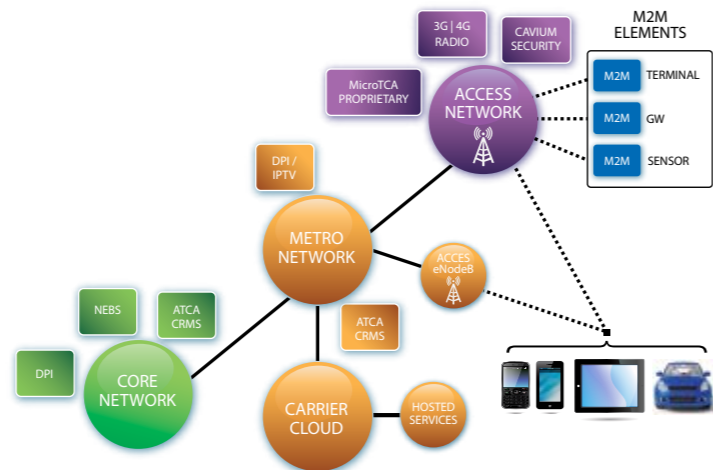 M2M
ELEMENTS
3G | 4G
RADIO
CAVIUM
SECURITY
MicroTCA
PROPRIETARY
ACCESS
NETWORK
M2M
TERMINAL
M2M
GW
M2M
SENSOR
DPI /
IPTV
METRO
NETWORK
ACCES
eNodeB
NEBS
ATCA
CRMS
ATCA
CRMS
DPI
CORE
NETWORK
CARRIER
CLOUD
HOSTED
SERVICES